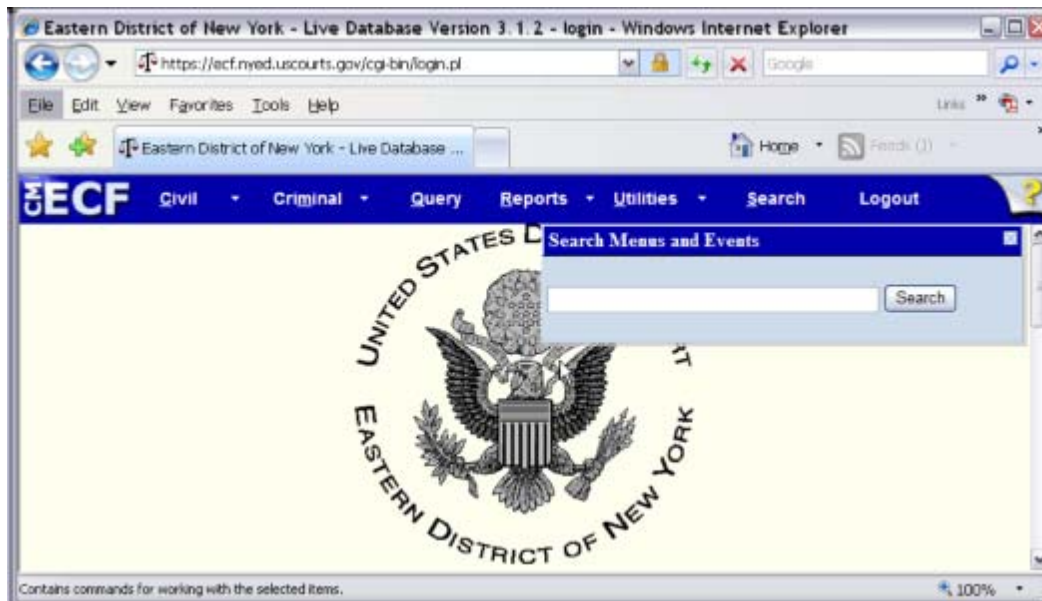 Eastern District of New York - Live Database Version 3.1.2 - login - Windows Internet Explorer
https://ecf.nyed.uscourts.gov/cgi-bin/login.pl
Google
File Edit View Favorites Tools Help
Links »
Eastern District of New York - Live Database ...
Home
Feeds (J)
CM ECF Civil Criminal Query Reports Utilities Search Logout ?
Search Menus and Events
Search
UNITED STATES D
RT
EASTERN DISTRICT OF NEW YORK
Contains commands for working with the selected items.
100%